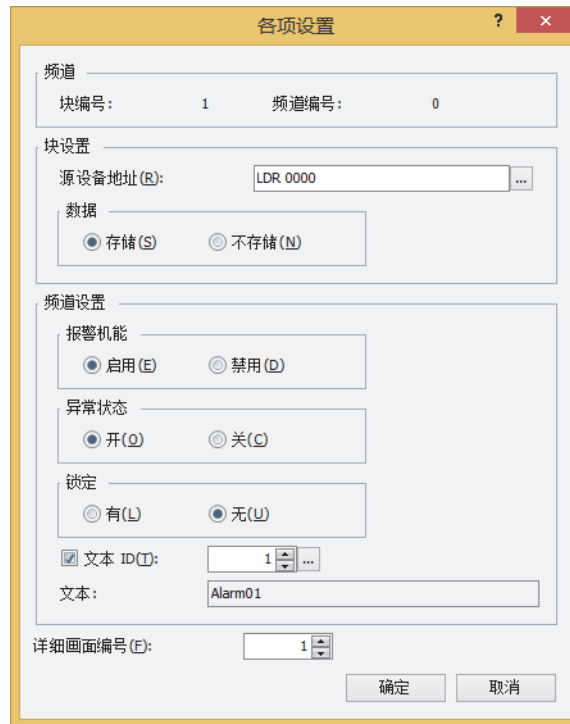 各项设置 ? ×
频道
块编号: 1 频道编号: 0
块设置
源设备地址(R): LDR 0000 ...
数据
存储(S) 不存储(N)
频道设置
报警机能
启用(E) 禁用(D)
异常状态
开(O) 关(C)
锁定
有(L) 无(U)
文本 ID(T): 1 ...
文本: Alarm01
详细画面编号(F): 1
确定 取消